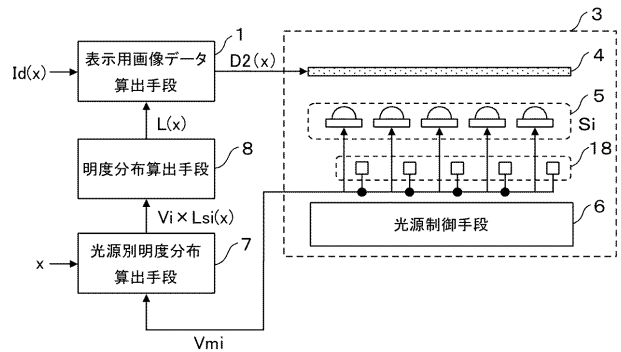 1
表示用画像データ
算出手段
Id(x)
D2(x)
3
4
L(x)
5
Si
明度分布算出手段
8
18
Vi×Lsi(x)
6
光源制御手段
光源別明度分布
算出手段
7
x
Vmi